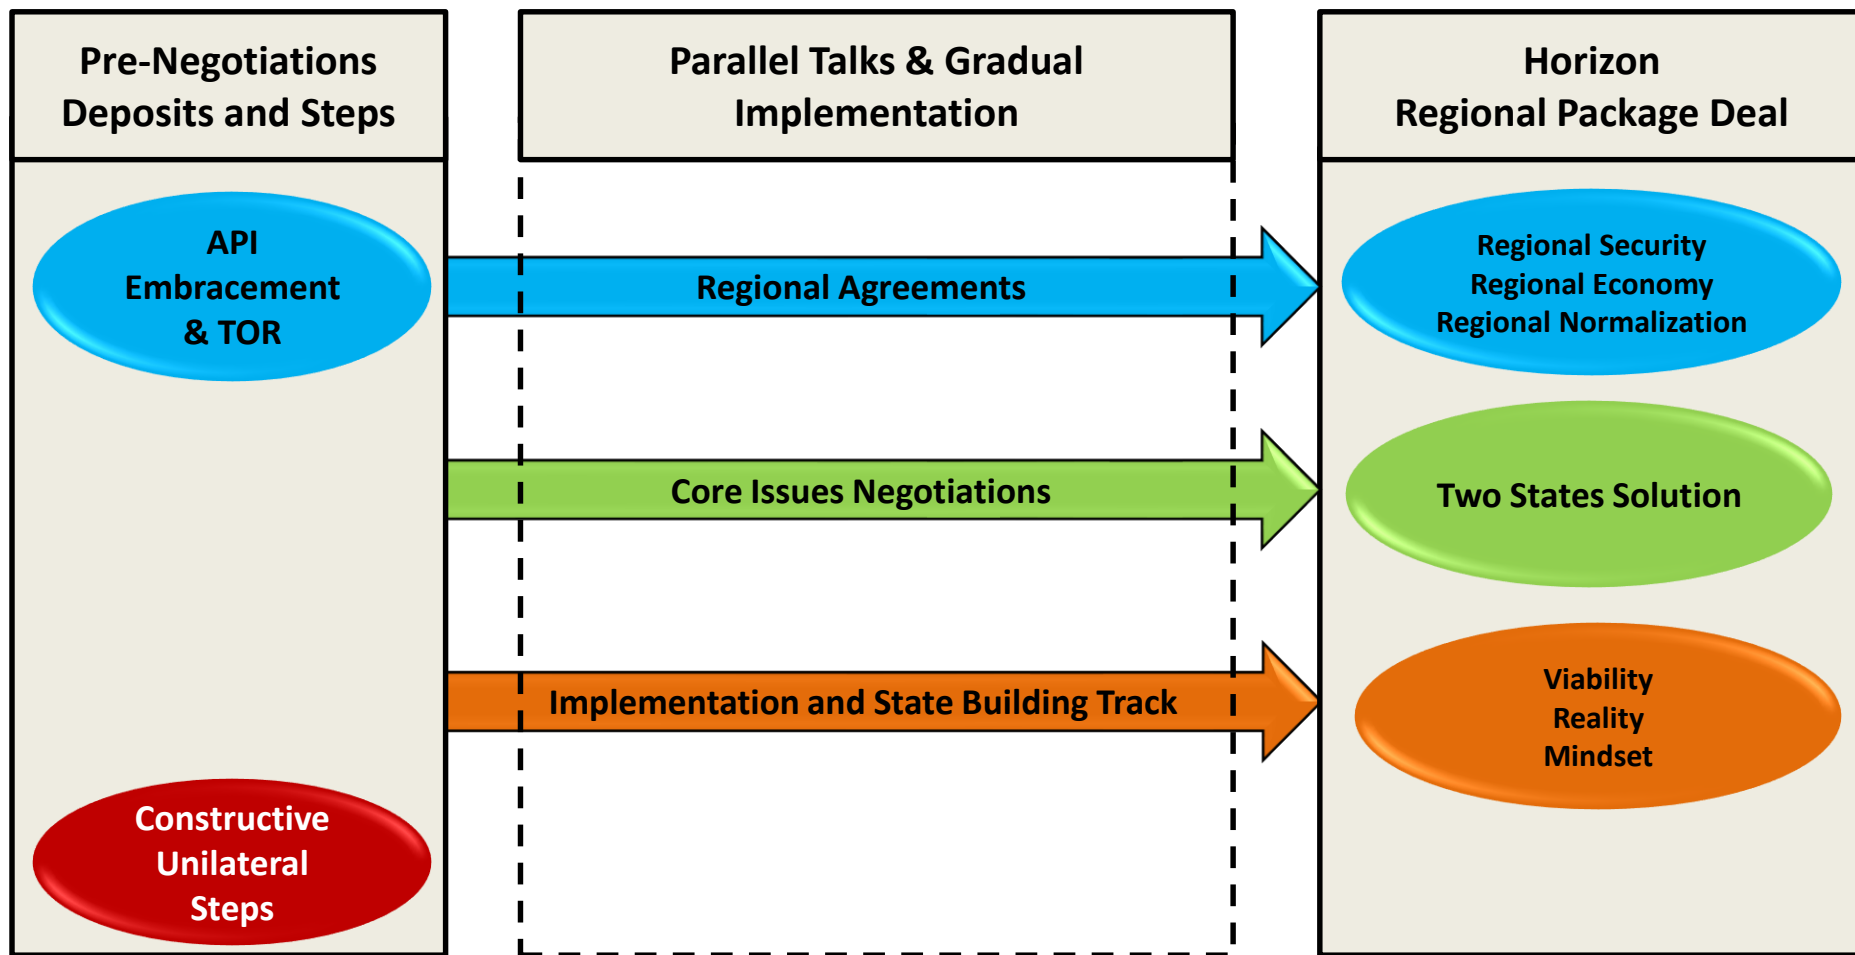 Pre-Negotiations
Deposits and Steps
Parallel Talks & Gradual
Implementation
Horizon
Regional Package Deal
API
Embracement
& TOR
Regional Agreements
Regional Security
Regional Economy
Regional Normalization
Core Issues Negotiations
Two States Solution
Implementation and State Building Track
Viability
Reality
Mindset
Constructive
Unilateral
Steps